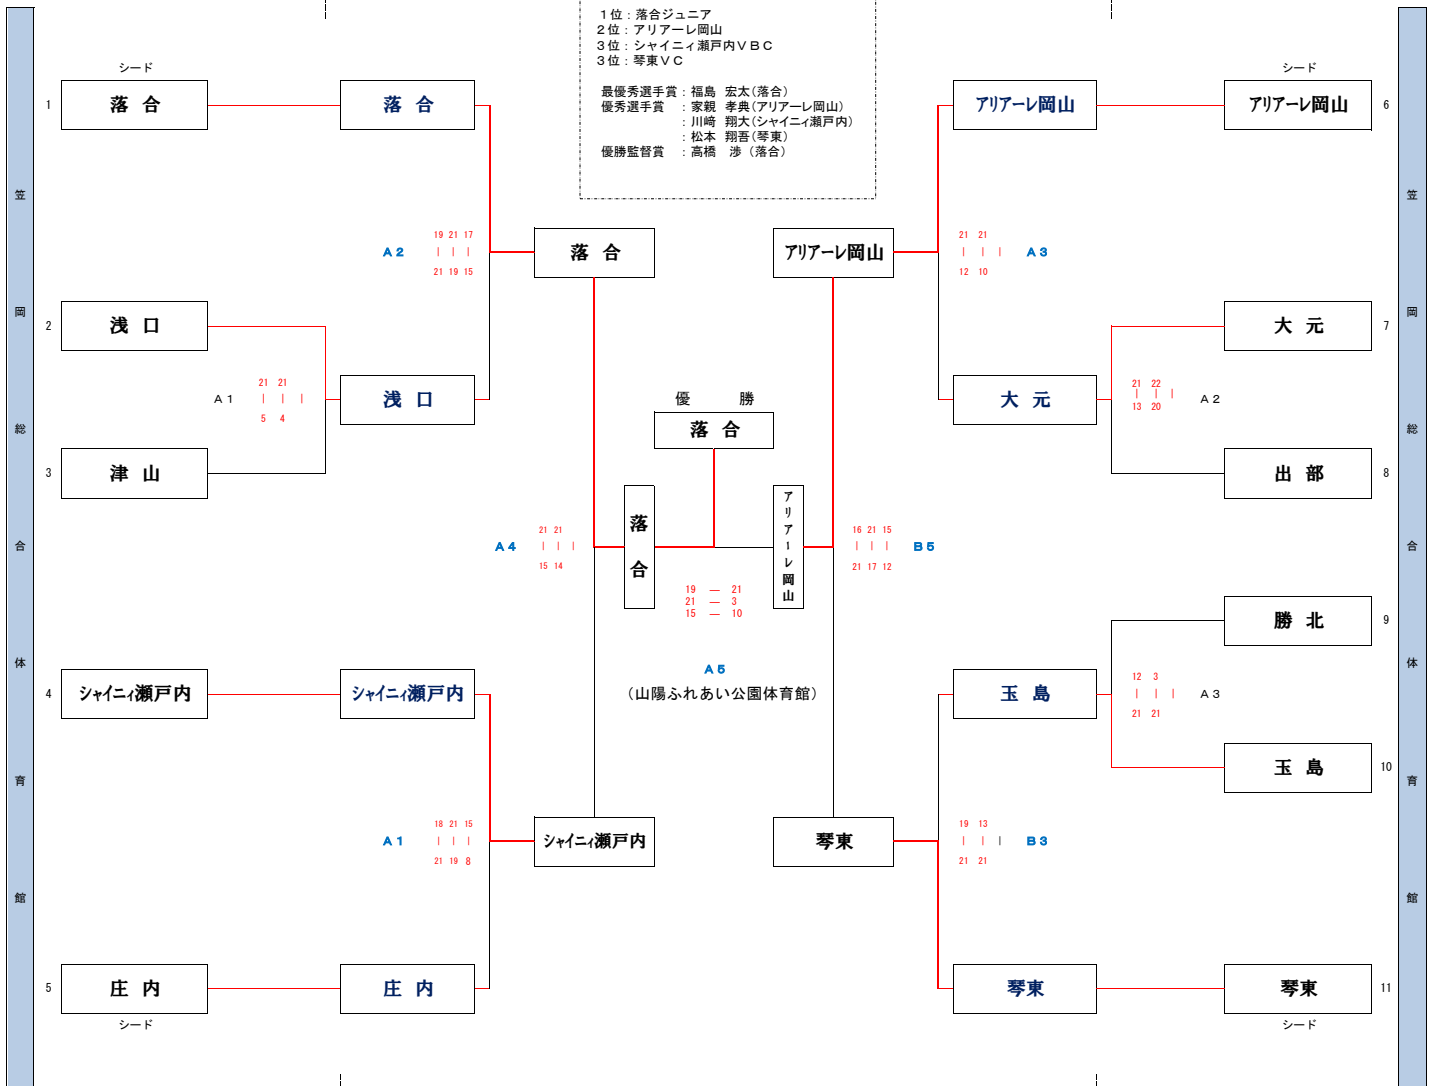 1位：落合ジュニア
2位：アリアーレ岡山
3位：シャイニィ瀬戸内ＶＢＣ
3位：琴東ＶＣ
最優秀選手賞：福島　宏太(落合)
優秀選手賞　：家親　孝典(アリアーレ岡山)
：川﨑　翔大(シャイニィ瀬戸内)
：松本　翔吾(琴東)
優勝監督賞　：高橋　渉（落合）
笠岡総合体育館
シード
1 落合
落合
2 浅口
3 津山
浅口
Ａ１
21 21
| | |
5 4
Ａ２
19 21 17
| | |
21 19 15
落合
4 シャイニィ瀬戸内
シャイニィ瀬戸内
5 庄内
シード
庄内
Ａ１
18 21 15
| | |
21 19 8
シャイニィ瀬戸内
Ａ４
21 21
| | |
15 14
落合
優　勝
落合
19 ― 21
21 ― 3
15 ― 10
Ａ５
（山陽ふれあい公園体育館）
アリアーレ岡山
16 21 15
| | |
21 17 12
Ｂ５
アリアーレ岡山
21 21
| | |
12 10
Ａ３
アリアーレ岡山
シード
アリアーレ岡山 6
大元
大元 7
21 22
| | |
13 20
Ａ２
出部 8
勝北 9
12 3
| | |
21 21
Ａ３
玉島
玉島 10
19 13
| | |
21 21
Ｂ３
琴東
琴東
琴東 11
シード
笠岡総合体育館